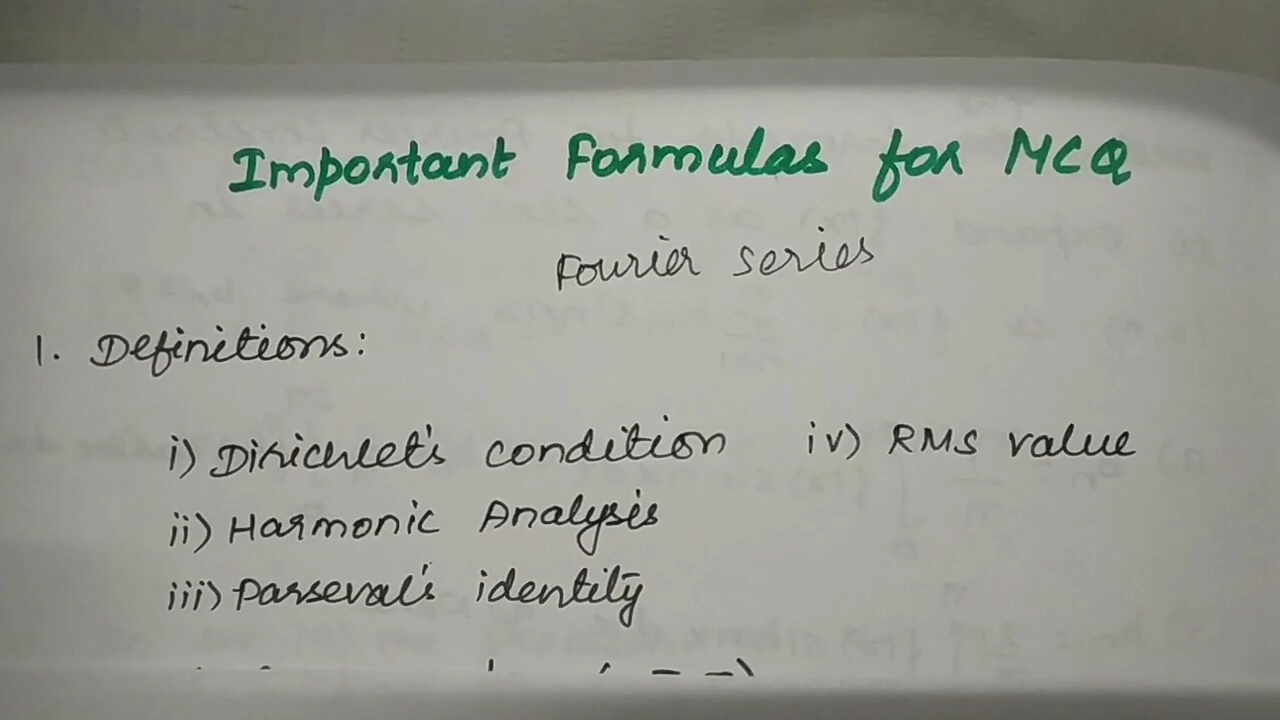 Important Formulas for MCQ
Fourier series
1. Definitions:
i) Dirichlet's condition iv) RMS value
ii) Harmonic Analysis
iii) Parseval's identity